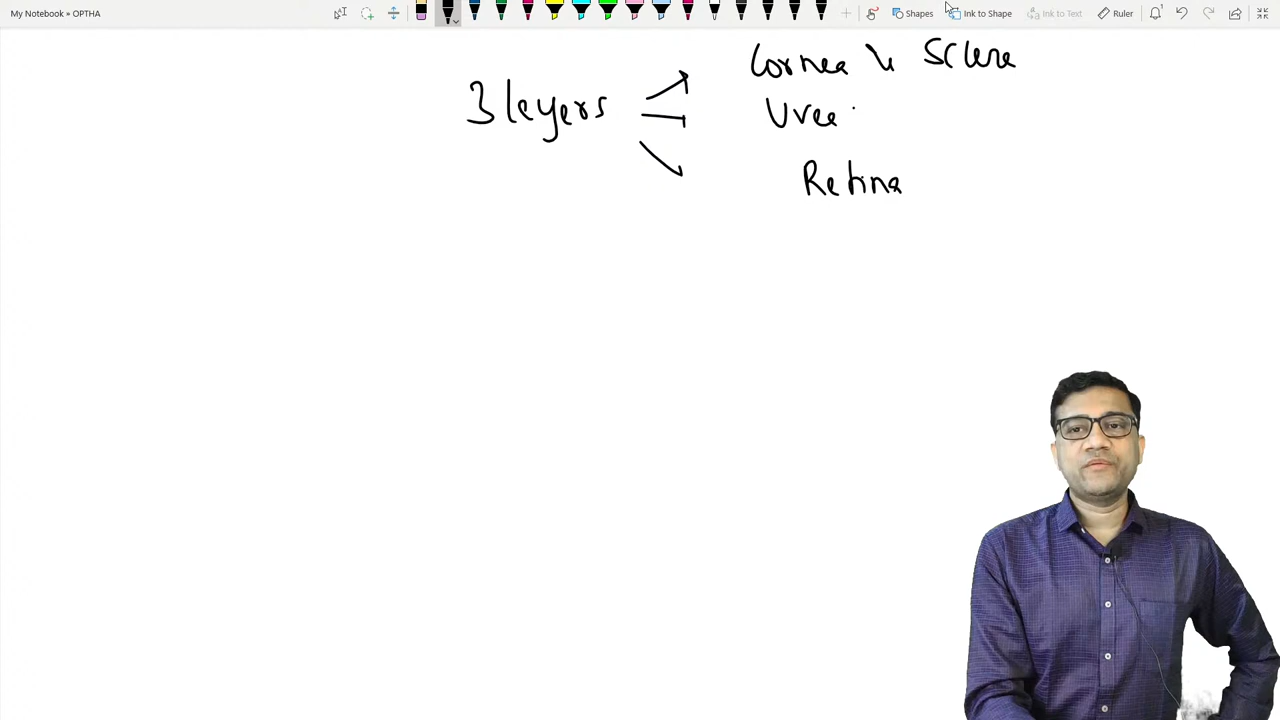 My Notebook » OPTHA
Shapes Ink to Shape Ink to Text Ruler
Cornea & Sclera
3 layers
Uvea
Retina